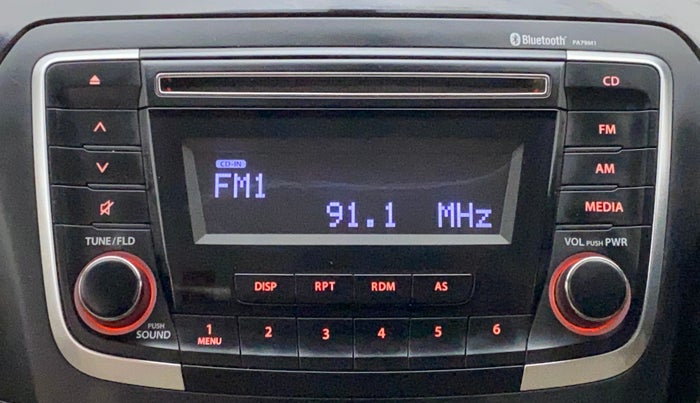 Bluetooth PA79M1
CD
FM
AM
MEDIA
CD-IN
FM1
91.1 MHz
TUNE/FLD
PUSH
SOUND
VOL PUSH PWR
DISP RPT RDM AS
1 2 3 4 5 6
MENU